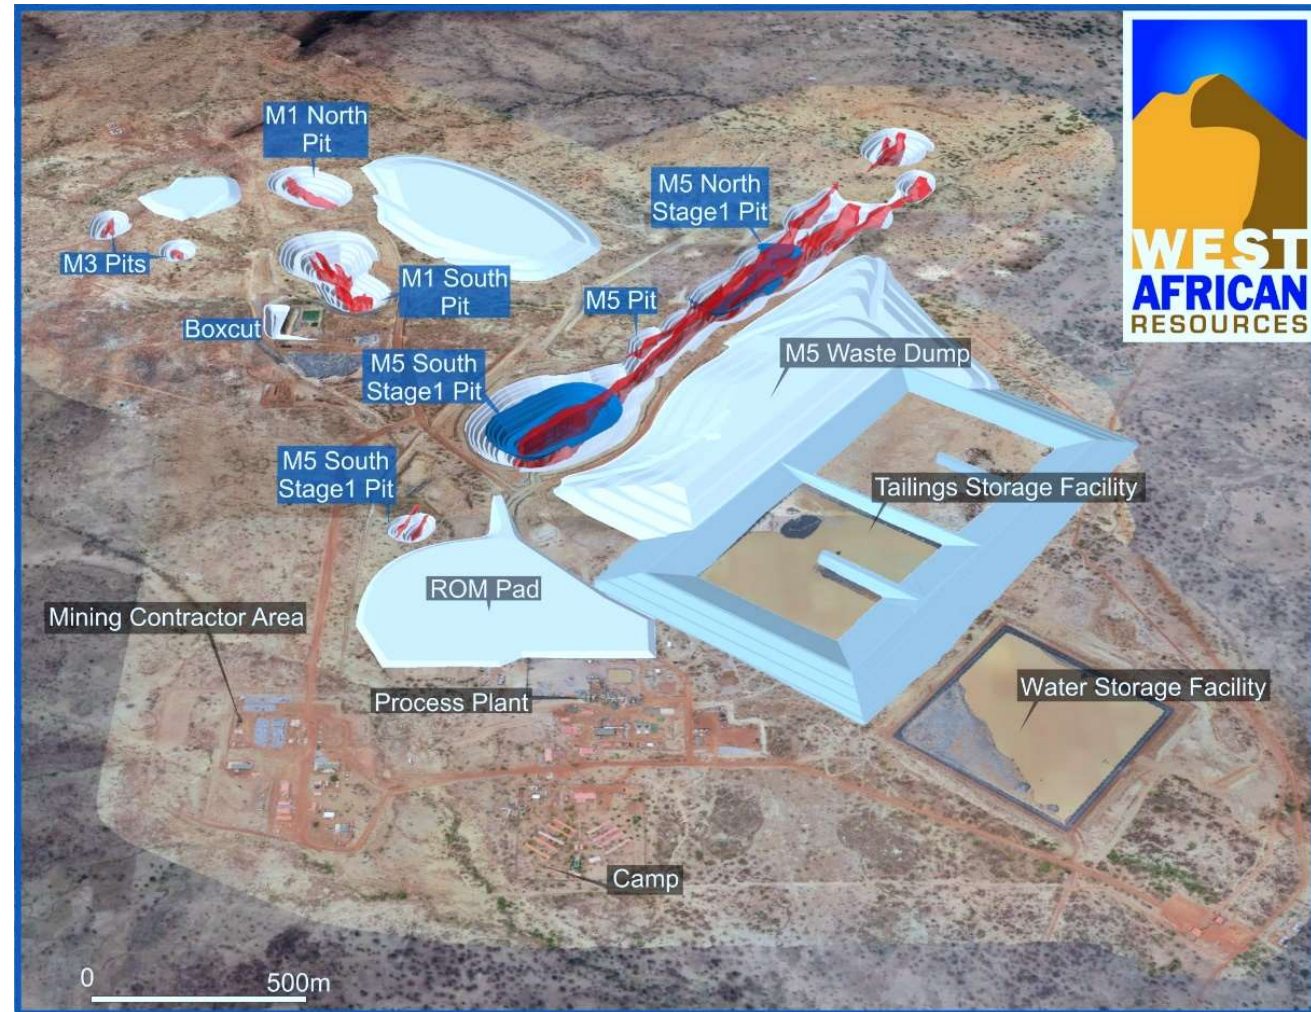 M1 North
Pit
M5 North
Stage1 Pit
WEST
AFRICAN
RESOURCES
M3 Pits
M1 South
Pit
M5 Pit
Boxcut
M5 South
Stage1 Pit
M5 Waste Dump
M5 South
Stage1 Pit
Tailings Storage Facility
ROM Pad
Mining Contractor Area
Process Plant
Water Storage Facility
Camp
0
500m